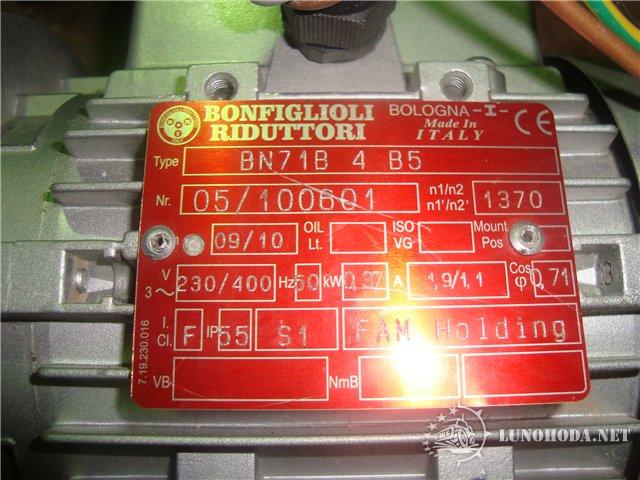 BONFIGLIOLI
RIDUTTORI
BOLOGNA -I-
Made In
ITALY
CE
Type BN71B 4 B5
Nr. 05/100601 n1/n2 n1'/n2' 1370
09/10 OIL Lt. ISO VG Mount Pos
3~ V 230/400 Hz 50 kW 0,37 A 1,9/1,1 Cos φ 0,71
I. Cl. F IP 55 S1 FAM Holding
VB NmB
7.19.230.016
LUNOHODA.NET